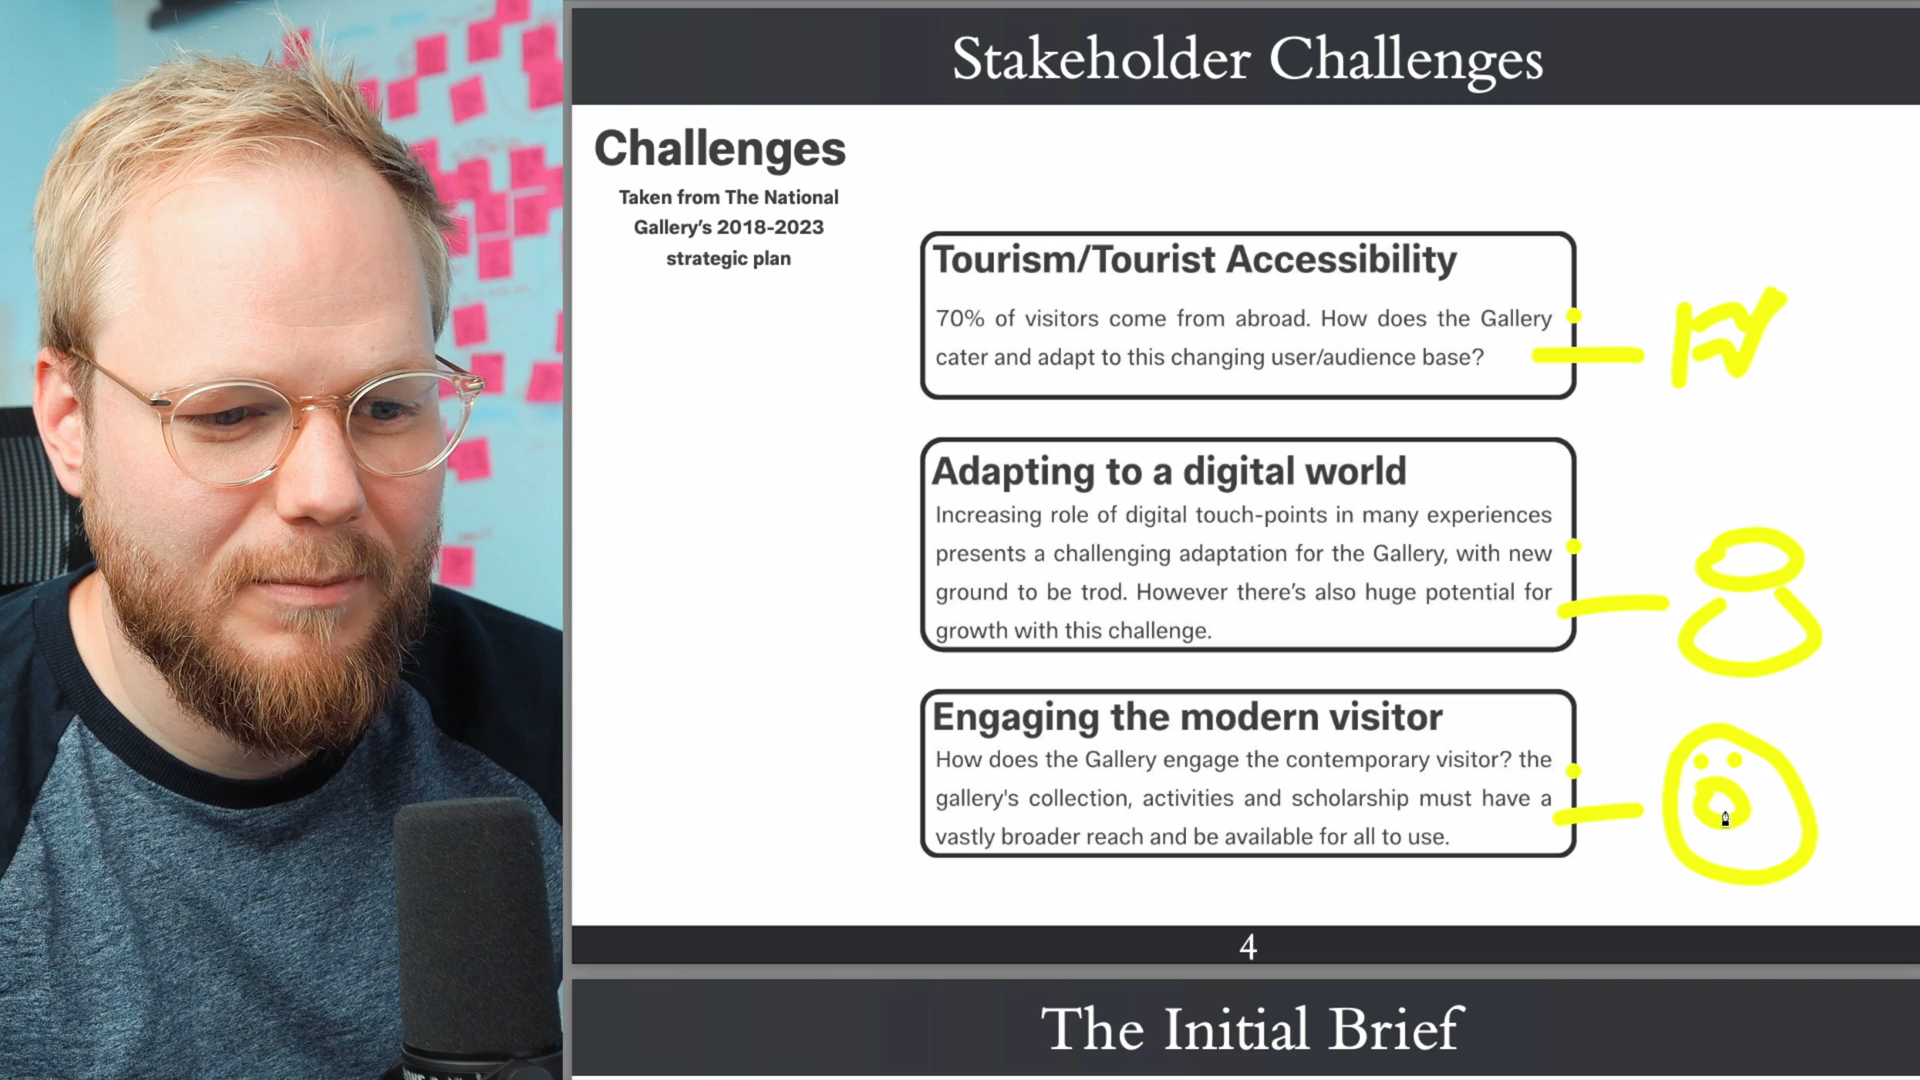 Stakeholder Challenges
Challenges
Taken from The National
Gallery’s 2018-2023
strategic plan
Tourism/Tourist Accessibility
70% of visitors come from abroad. How does the Gallery
cater and adapt to this changing user/audience base?
Adapting to a digital world
Increasing role of digital touch-points in many experiences
presents a challenging adaptation for the Gallery, with new
ground to be trod. However there’s also huge potential for
growth with this challenge.
Engaging the modern visitor
How does the Gallery engage the contemporary visitor? the
gallery's collection, activities and scholarship must have a
vastly broader reach and be available for all to use.
4
The Initial Brief